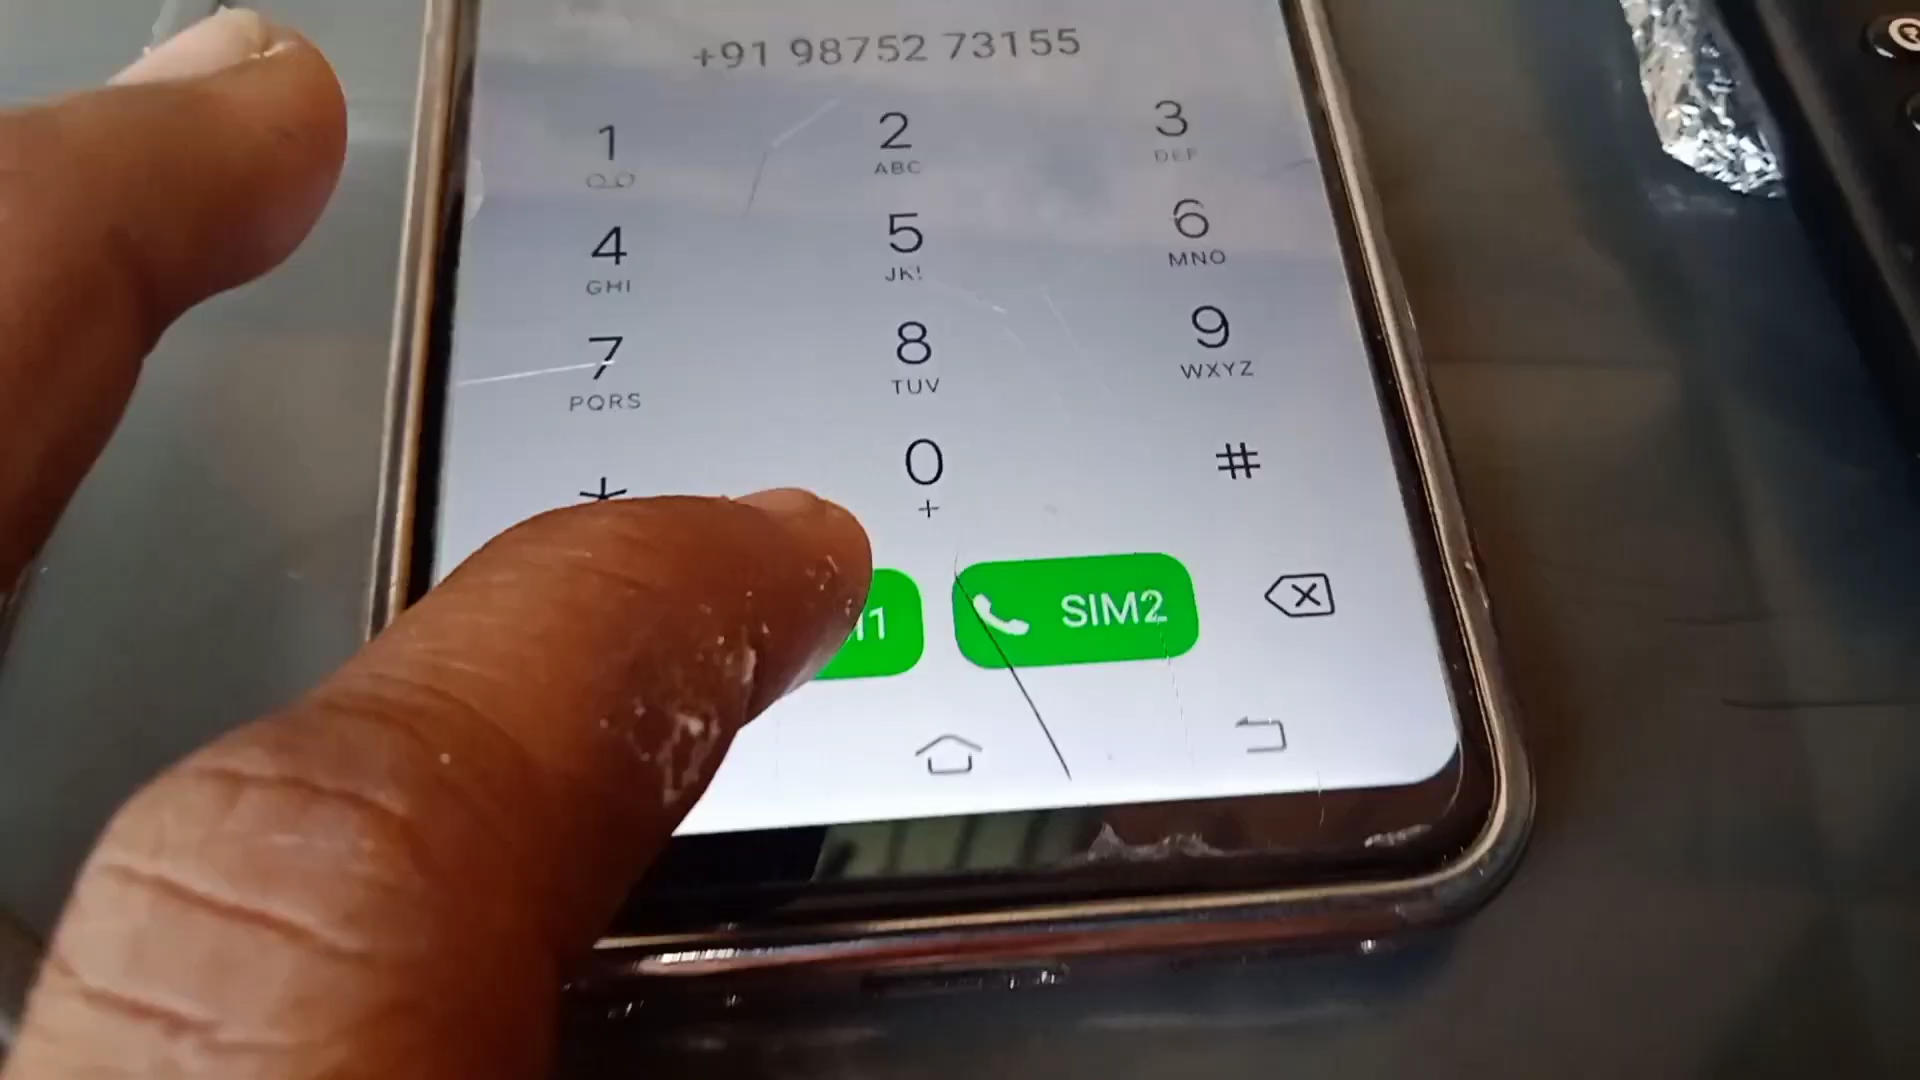 +91 98752 73155
1 2 3
ABC DEF
4 5 6
GHI JKL MNO
7 8 9
PQRS TUV WXYZ
* 0 #
+
SIM2